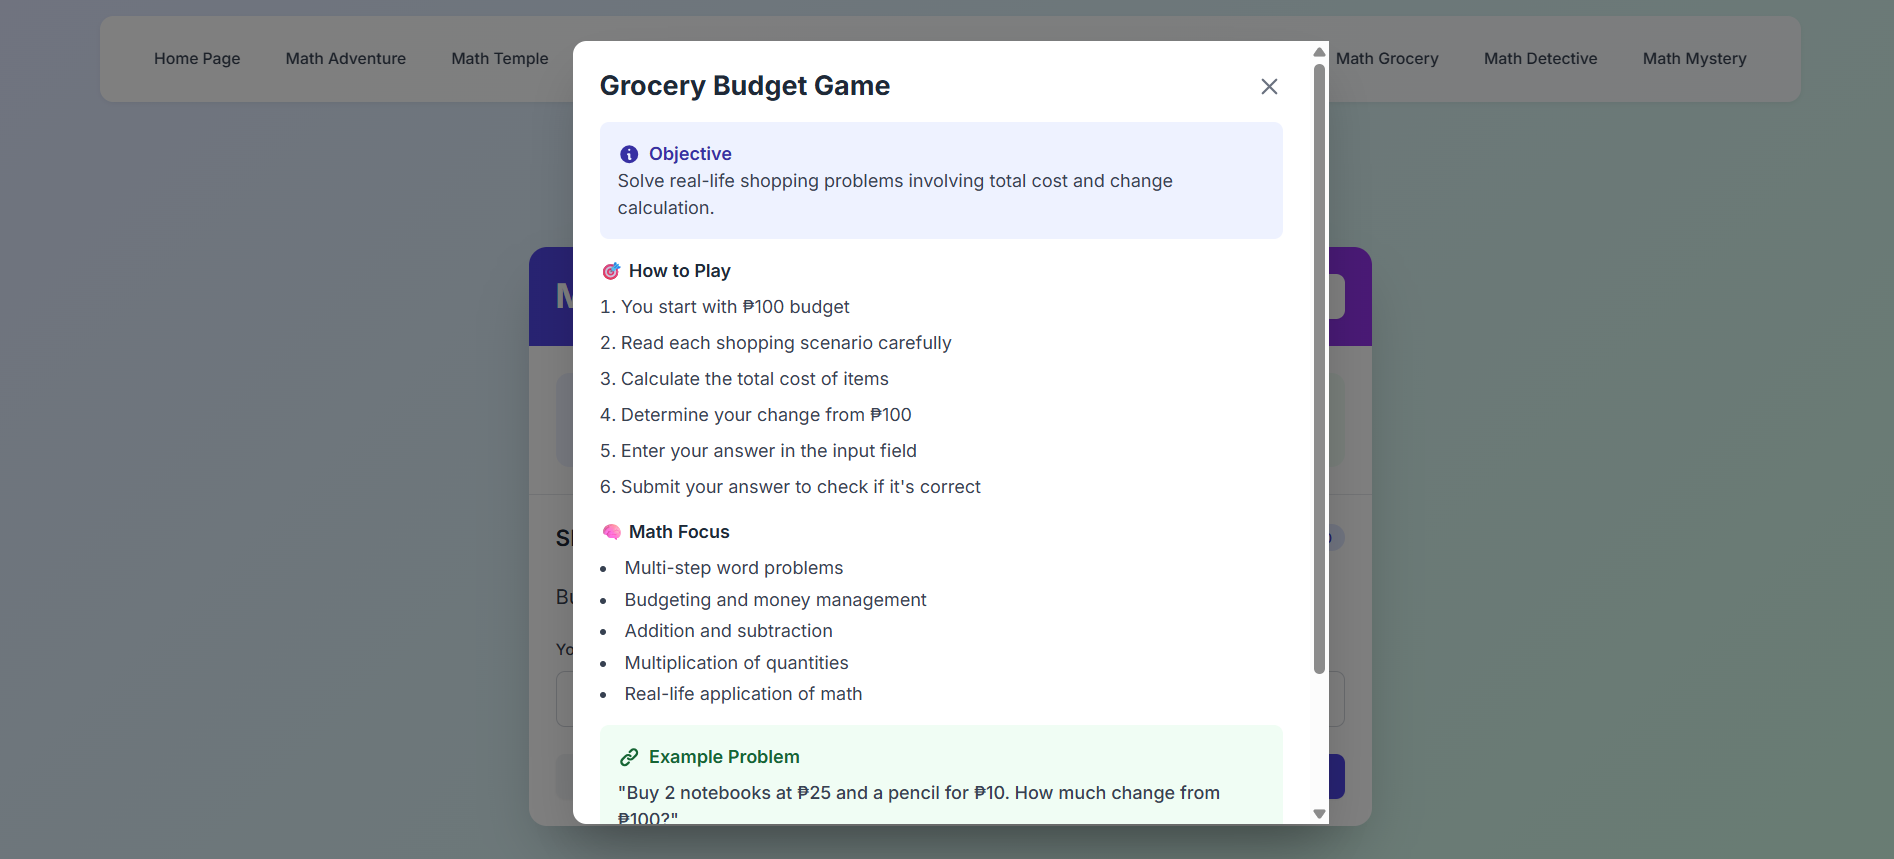 Home Page
Math Adventure
Math Temple
Math Grocery
Math Detective
Math Mystery
Grocery Budget Game
Objective
Solve real-life shopping problems involving total cost and change
calculation.
How to Play
1. You start with ₱100 budget
2. Read each shopping scenario carefully
3. Calculate the total cost of items
4. Determine your change from ₱100
5. Enter your answer in the input field
6. Submit your answer to check if it's correct
Math Focus
• Multi-step word problems
• Budgeting and money management
• Addition and subtraction
• Multiplication of quantities
• Real-life application of math
Example Problem
"Buy 2 notebooks at ₱25 and a pencil for ₱10. How much change from
₱100?"